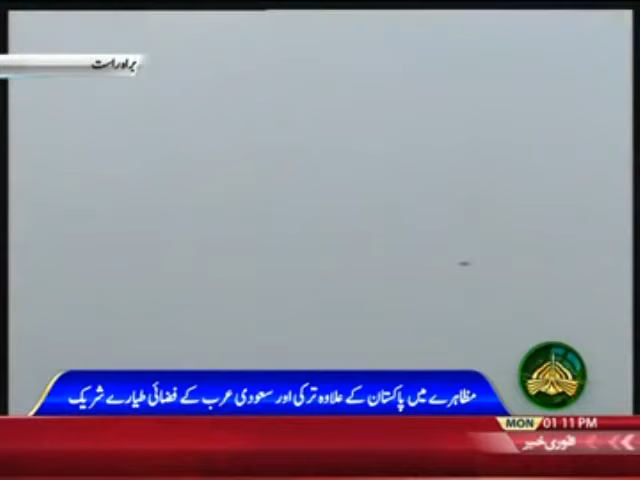 براہ راست
مظاہرے میں پاکستان کے علاوہ ترکی اور سعودی عرب کے فضائی طیارے شریک
MON 01:11 PM
فوری خبر